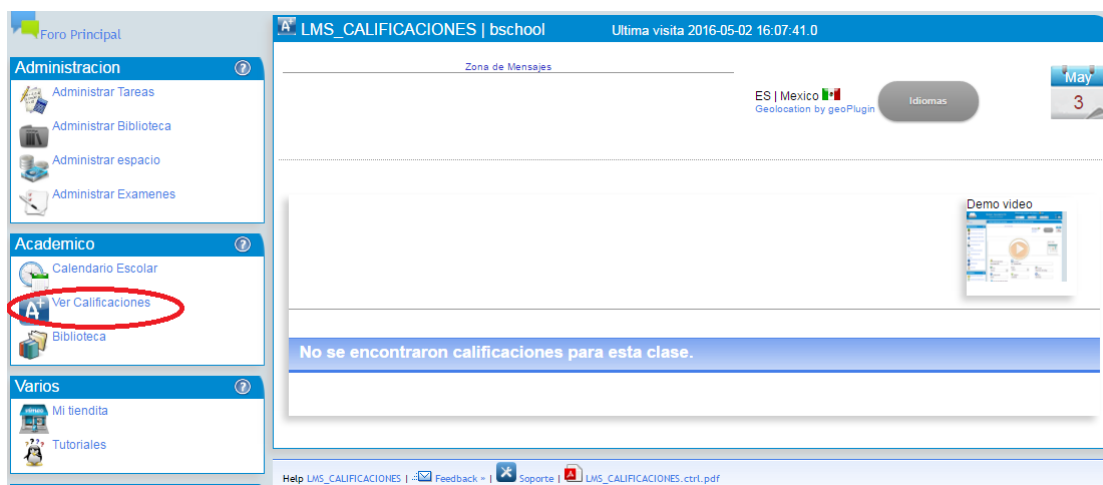 Foro Principal
Administracion
Administrar Tareas
Administrar Biblioteca
Administrar espacio
Administrar Examenes
Academico
Calendario Escolar
Ver Calificaciones
Biblioteca
Varios
Mi tiendita
Tutoriales
LMS_CALIFICACIONES | bschool Ultima visita 2016-05-02 16:07:41.0
Zona de Mensajes
ES | Mexico
Geolocation by geoPlugin
Idiomas
May
3
Demo video
No se encontraron calificaciones para esta clase.
Help LMS_CALIFICACIONES | Feedback » | Soporte | LMS_CALIFICACIONES.ctrl.pdf